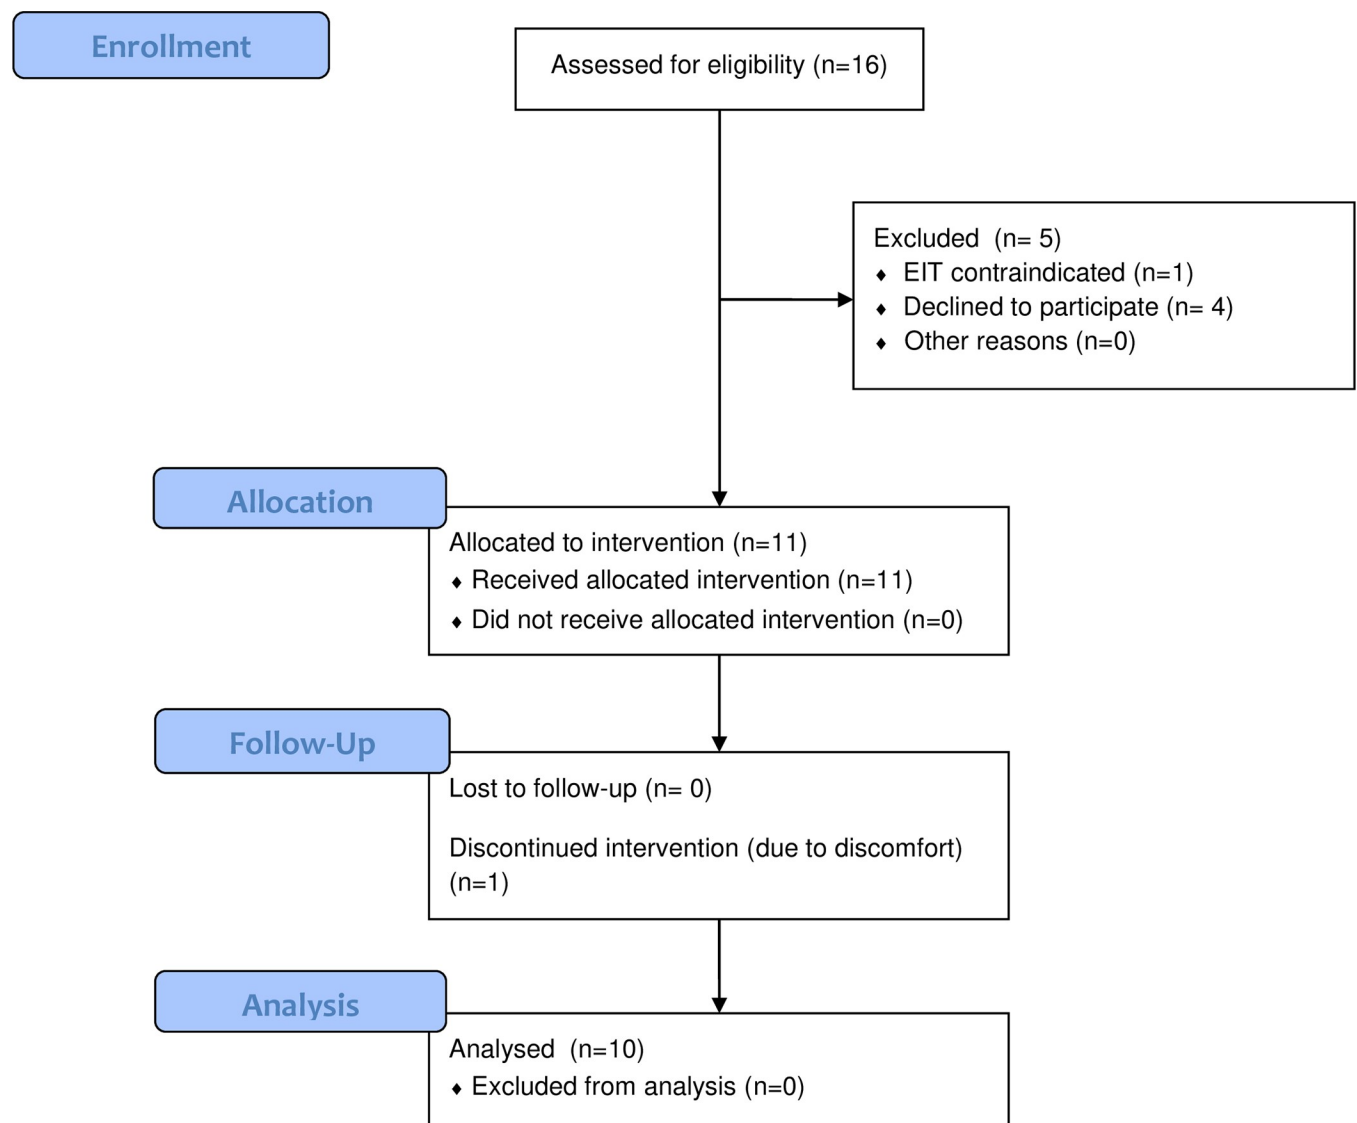 Enrollment
Assessed for eligibility (n=16)
Excluded  (n= 5)
♦ EIT contraindicated (n=1)
♦ Declined to participate (n= 4)
♦ Other reasons (n=0)
Allocation
Allocated to intervention (n=11)
♦ Received allocated intervention (n=11)
♦ Did not receive allocated intervention (n=0)
Follow-Up
Lost to follow-up (n= 0)
Discontinued intervention (due to discomfort)
(n=1)
Analysis
Analysed  (n=10)
♦ Excluded from analysis (n=0)